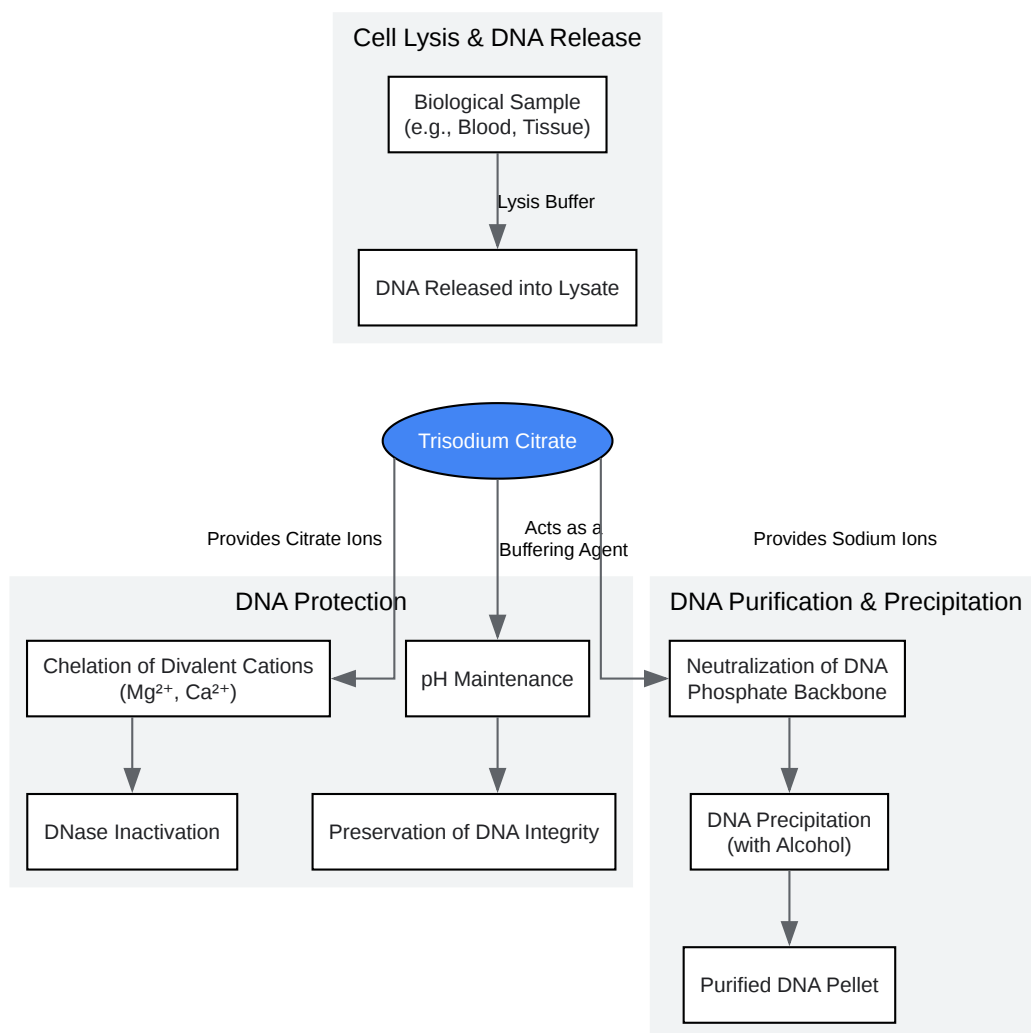 Cell Lysis & DNA Release
Biological Sample
(e.g., Blood, Tissue)
Lysis Buffer
DNA Released into Lysate
Trisodium Citrate
Provides Citrate Ions
Acts as a
Buffering Agent
Provides Sodium Ions
DNA Protection
Chelation of Divalent Cations
(Mg²⁺, Ca²⁺)
pH Maintenance
DNase Inactivation
Preservation of DNA Integrity
DNA Purification & Precipitation
Neutralization of DNA
Phosphate Backbone
DNA Precipitation
(with Alcohol)
Purified DNA Pellet